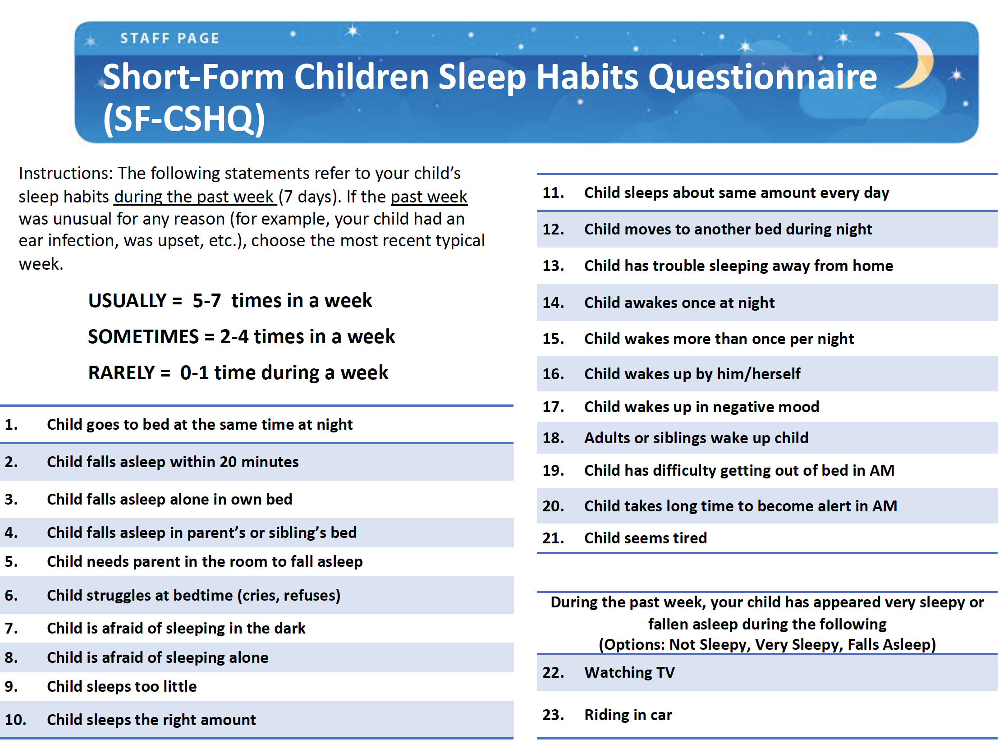 STAFF PAGE
Short-Form Children Sleep Habits Questionnaire
(SF-CSHQ)
Instructions: The following statements refer to your child’s
sleep habits during the past week (7 days). If the past week
was unusual for any reason (for example, your child had an
ear infection, was upset, etc.), choose the most recent typical
week.
USUALLY = 5-7 times in a week
SOMETIMES = 2-4 times in a week
RARELY = 0-1 time during a week
1. Child goes to bed at the same time at night
2. Child falls asleep within 20 minutes
3. Child falls asleep alone in own bed
4. Child falls asleep in parent’s or sibling’s bed
5. Child needs parent in the room to fall asleep
6. Child struggles at bedtime (cries, refuses)
7. Child is afraid of sleeping in the dark
8. Child is afraid of sleeping alone
9. Child sleeps too little
10. Child sleeps the right amount
11. Child sleeps about same amount every day
12. Child moves to another bed during night
13. Child has trouble sleeping away from home
14. Child awakes once at night
15. Child wakes more than once per night
16. Child wakes up by him/herself
17. Child wakes up in negative mood
18. Adults or siblings wake up child
19. Child has difficulty getting out of bed in AM
20. Child takes long time to become alert in AM
21. Child seems tired
During the past week, your child has appeared very sleepy or
fallen asleep during the following
(Options: Not Sleepy, Very Sleepy, Falls Asleep)
22. Watching TV
23. Riding in car